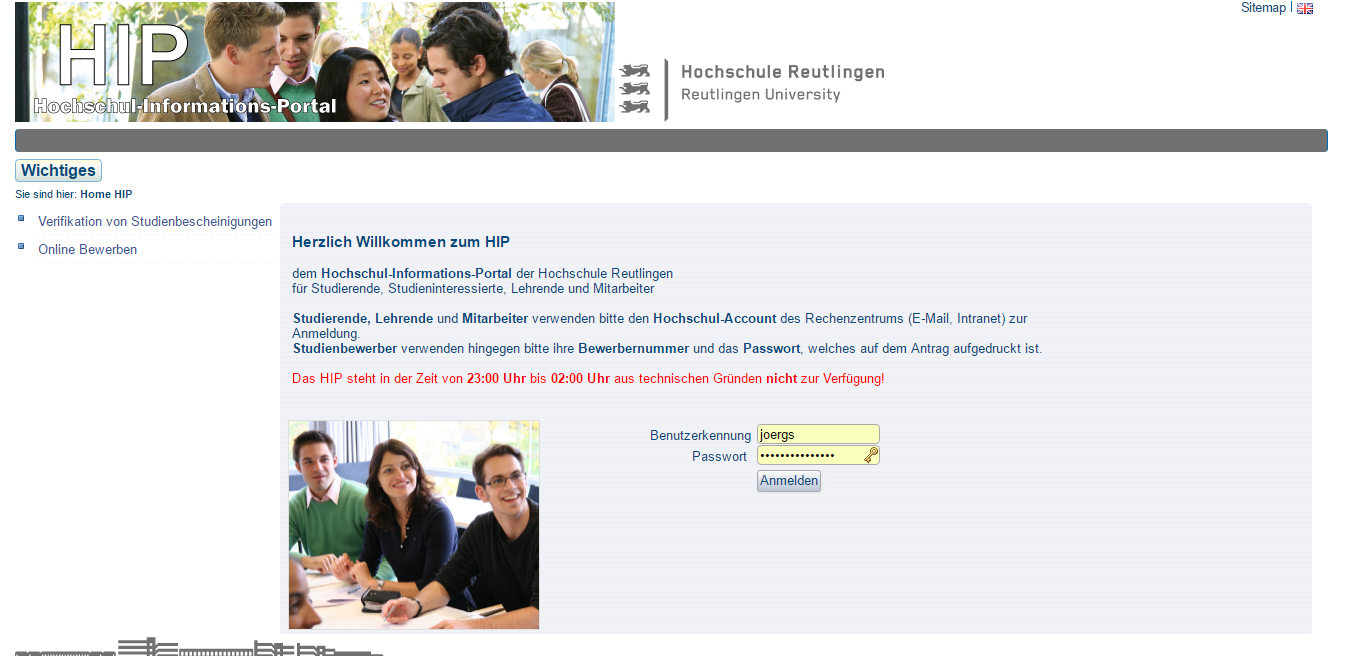 Sitemap |
HIP
Hochschul-Informations-Portal
Hochschule Reutlingen
Reutlingen University
Wichtiges
Sie sind hier: Home HIP
Verifikation von Studienbescheinigungen
Online Bewerben
Herzlich Willkommen zum HIP
dem Hochschul-Informations-Portal der Hochschule Reutlingen
für Studierende, Studieninteressierte, Lehrende und Mitarbeiter
Studierende, Lehrende und Mitarbeiter verwenden bitte den Hochschul-Account des Rechenzentrums (E-Mail, Intranet) zur
Anmeldung.
Studienbewerber verwenden hingegen bitte ihre Bewerbernummer und das Passwort, welches auf dem Antrag aufgedruckt ist.
Das HIP steht in der Zeit von 23:00 Uhr bis 02:00 Uhr aus technischen Gründen nicht zur Verfügung!
Benutzerkennung joergs
Passwort •••••••••••••••
Anmelden